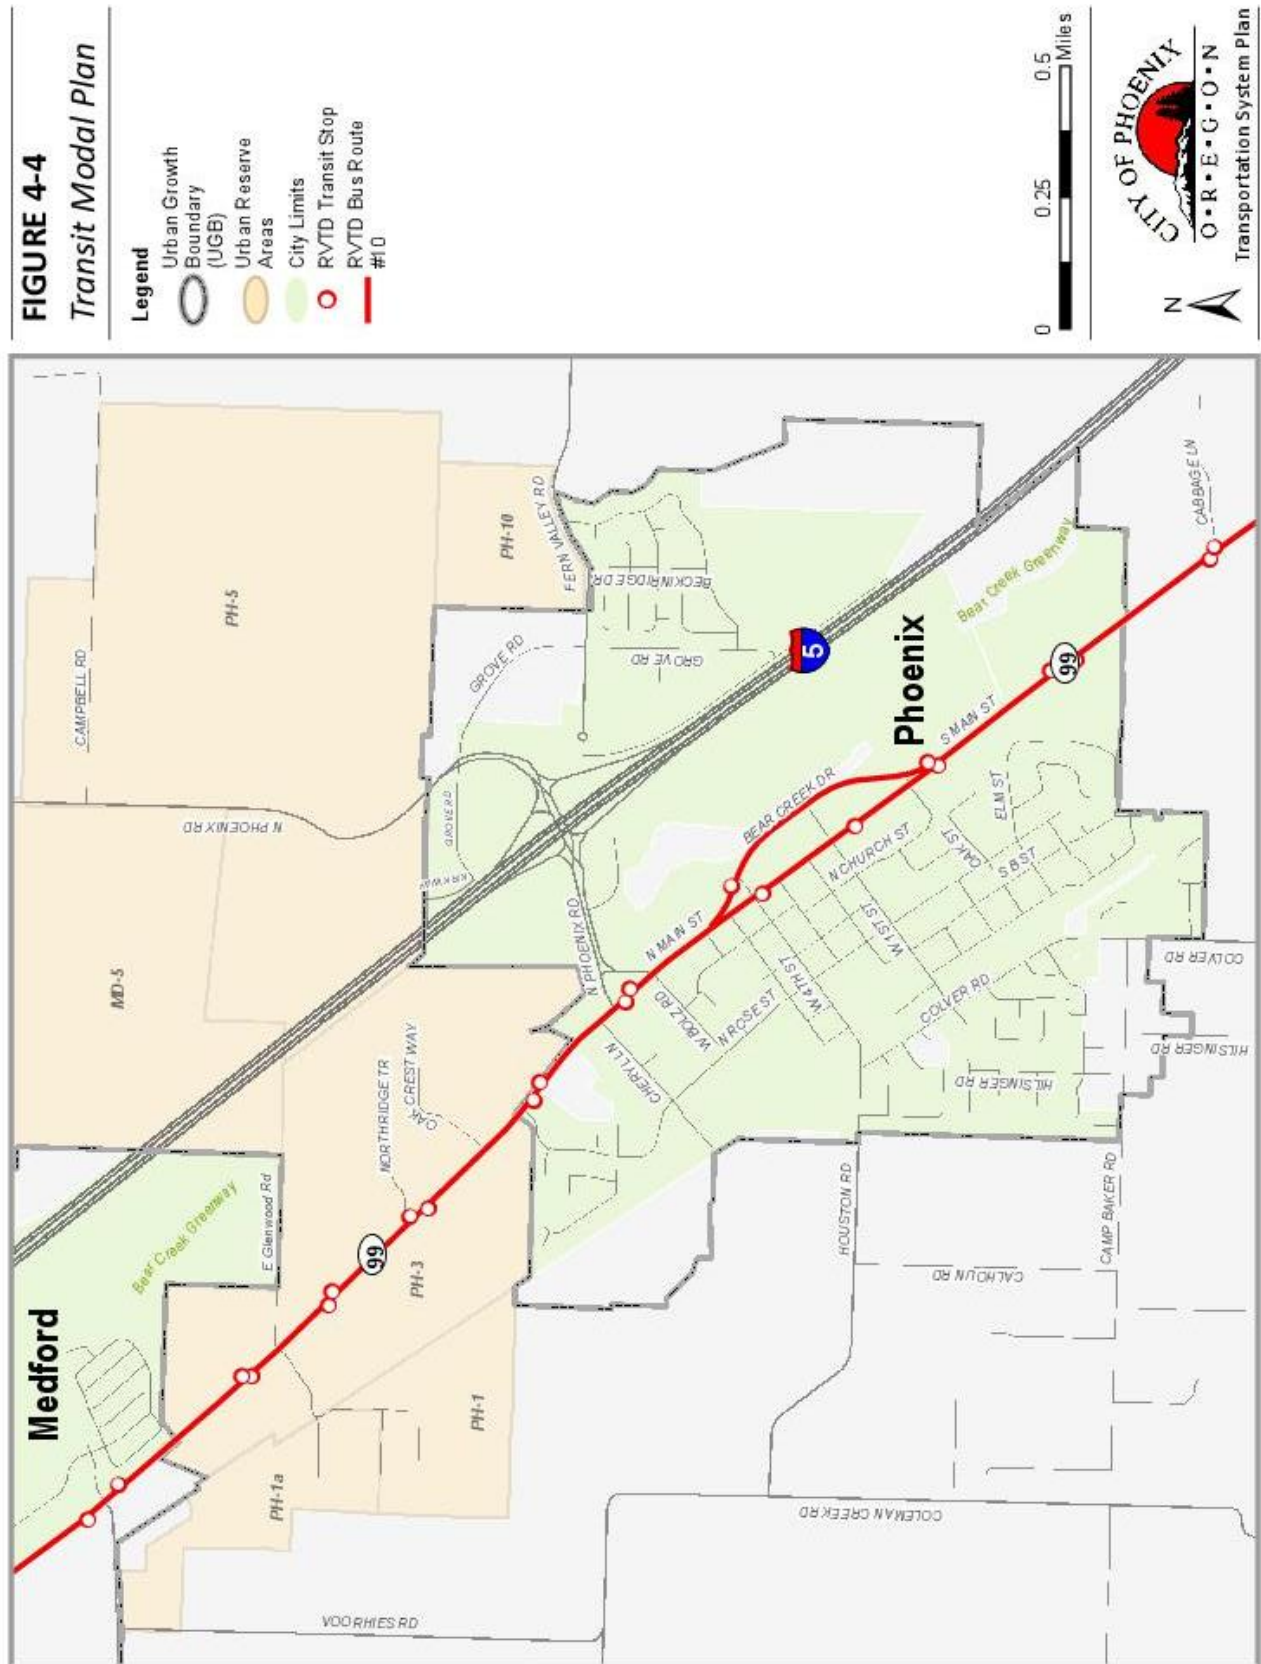 FIGURE 4-4
Transit Modal Plan
Legend
Urban Growth
Boundary
(UGB)
Urban Reserve
Areas
City Limits
RVTD Transit Stop
RVTD Bus Route
#10
0
0.25
0.5
Miles
N
CITY OF PHOENIX
O•R•E•G•O•N
Transportation System Plan
Medford
Bear Creek Greenway
E Glenwood Rd
MD-5
N PHOENIX RD
CAMPBELL RD
PH-5
PH-10
FERN VALLEY RD
GROVE RD
GROVE RD
KIRK WAY
BECKINRIDGE DR
GROVE RD
5
N PHOENIX RD
NORTHRIDGE TR
OAK CREST WAY
99
PH-3
PH-1
PH-1a
VOORHIES RD
COLEMAN CREEK RD
HOUSTON RD
CALHOUN RD
CAMP BAKER RD
CHERYL LN
W BOLZ RD
N ROSE ST
N MAIN ST
W 4TH ST
W 1ST ST
N CHURCH ST
BEAR CREEK DR
Phoenix
S MAIN ST
OAK ST
ELM ST
S B ST
COLVER RD
HILSINGER RD
HILSINGER RD
COLVER RD
Bear Creek Greenway
99
CABBAGE LN